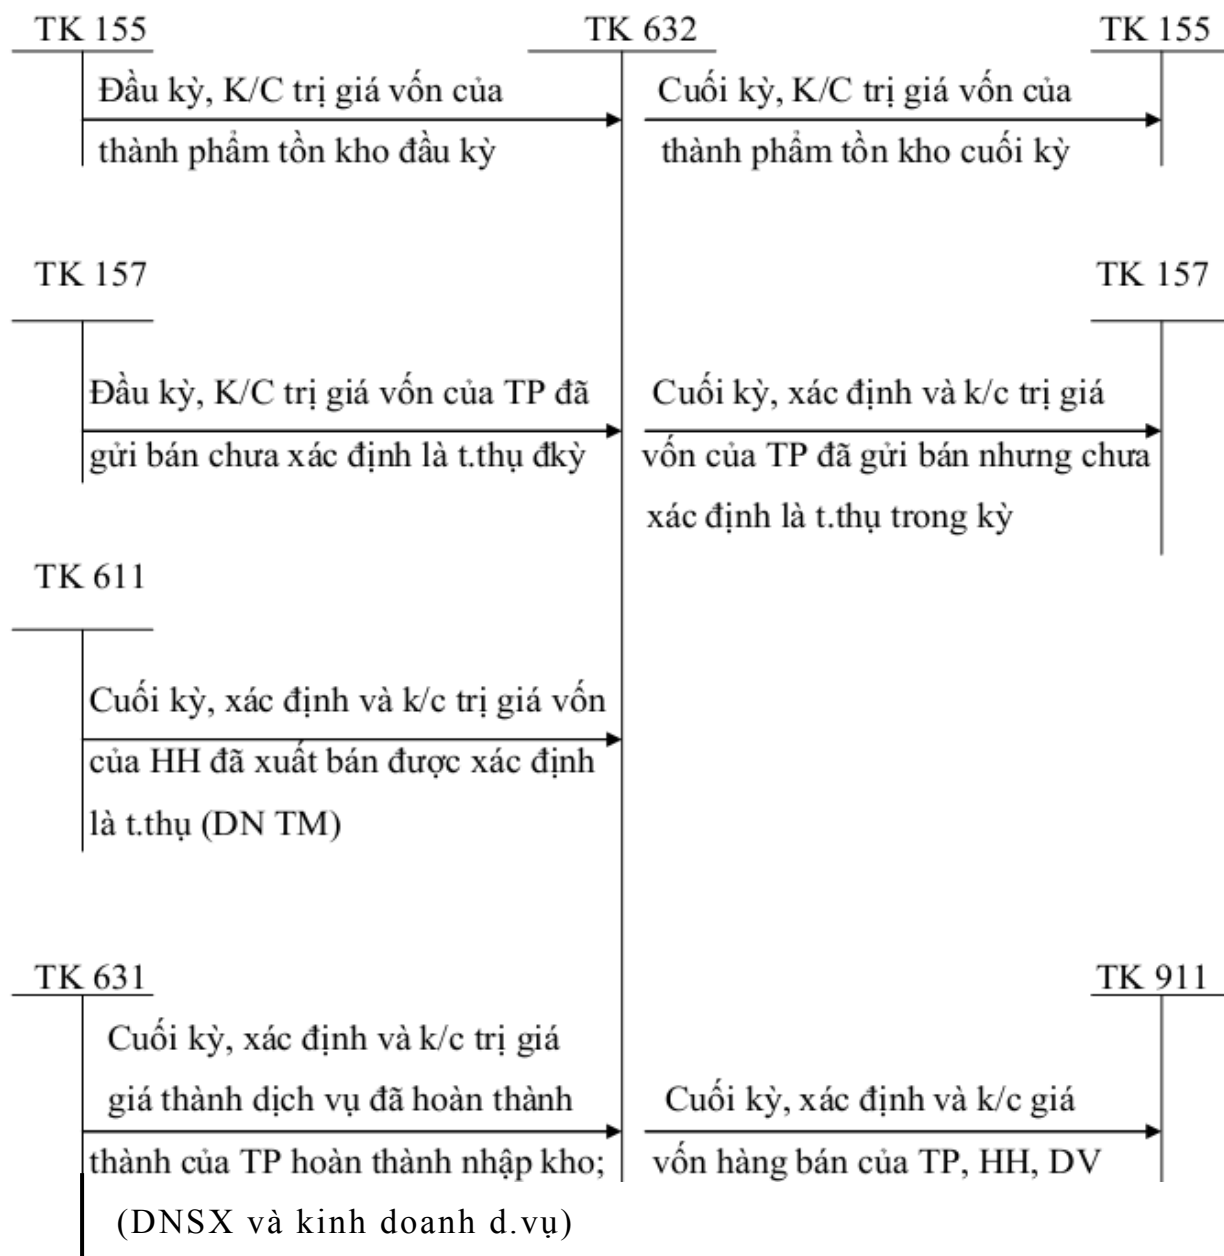 TK 155
TK 632
TK 155
Đầu kỳ, K/C trị giá vốn của
thành phẩm tồn kho đầu kỳ
Cuối kỳ, K/C trị giá vốn của
thành phẩm tồn kho cuối kỳ
TK 157
TK 157
Đầu kỳ, K/C trị giá vốn của TP đã
gửi bán chưa xác định là t.thụ đkỳ
Cuối kỳ, xác định và k/c trị giá
vốn của TP đã gửi bán nhưng chưa
xác định là t.thụ trong kỳ
TK 611
Cuối kỳ, xác định và k/c trị giá vốn
của HH đã xuất bán được xác định
là t.thụ (DN TM)
TK 631
TK 911
Cuối kỳ, xác định và k/c trị giá
giá thành dịch vụ đã hoàn thành
thành của TP hoàn thành nhập kho;
(DNSX và kinh doanh d.vụ)
Cuối kỳ, xác định và k/c giá
vốn hàng bán của TP, HH, DV